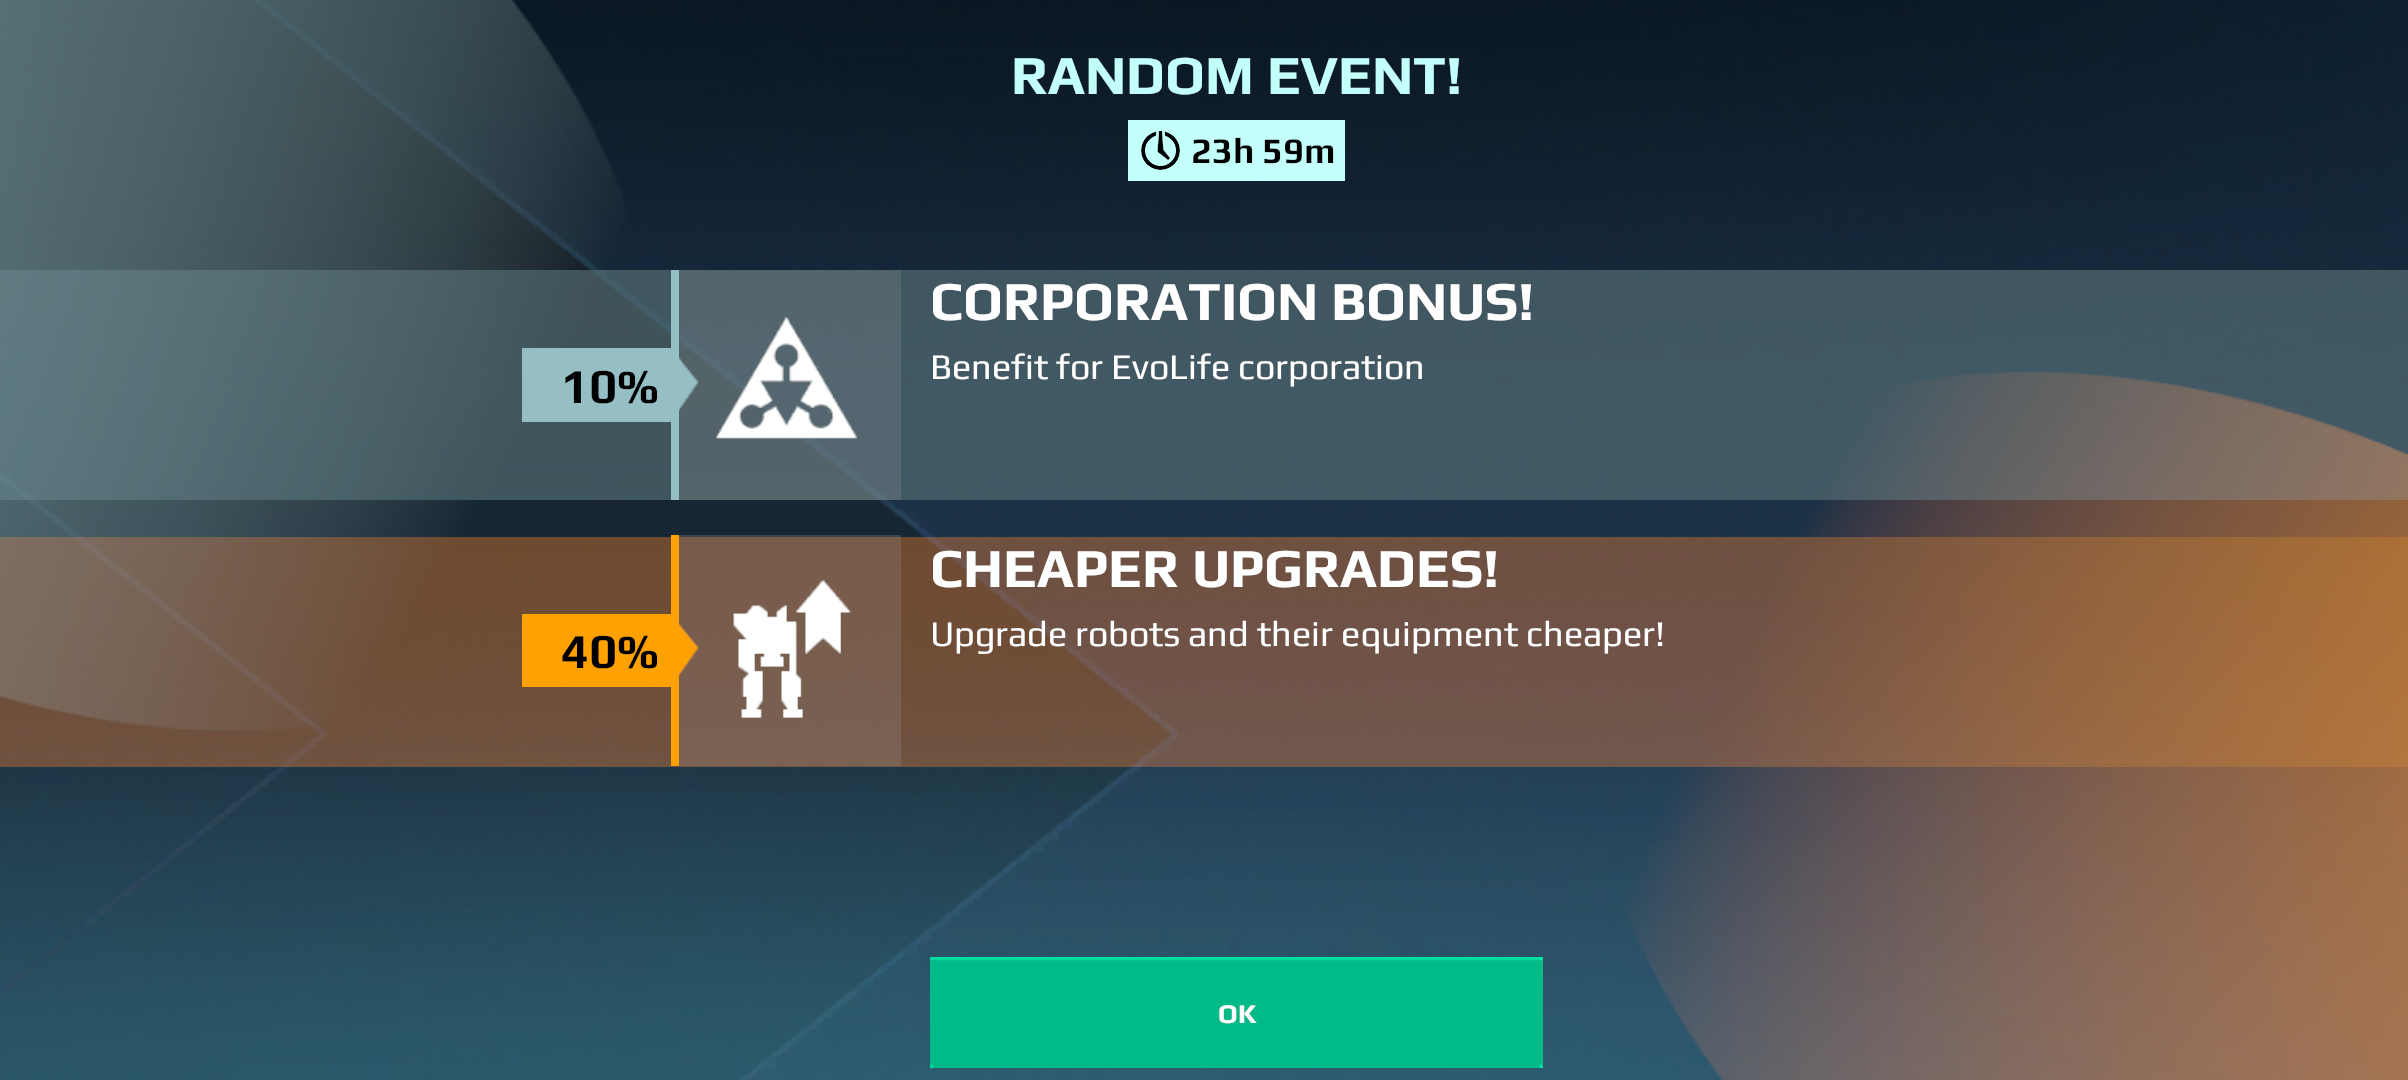 RANDOM EVENT!
23h 59m
CORPORATION BONUS!
10%
Benefit for EvoLife corporation
CHEAPER UPGRADES!
40%
Upgrade robots and their equipment cheaper!
OK